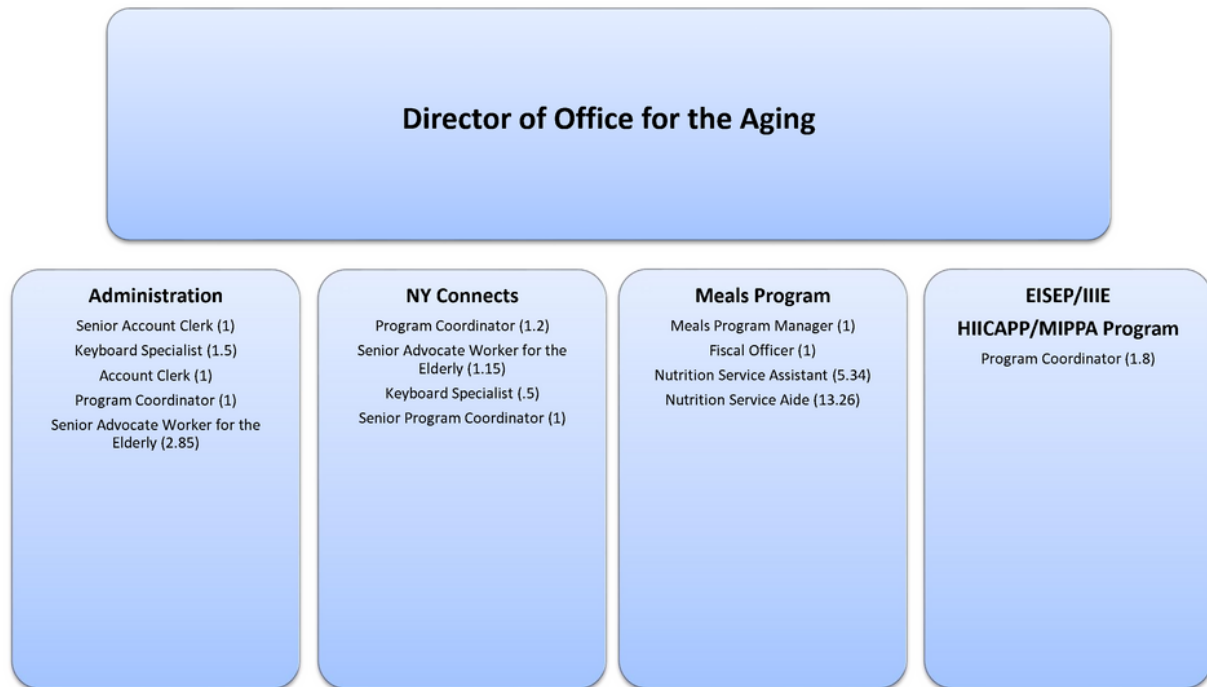 Director of Office for the Aging
Administration
Senior Account Clerk (1)
Keyboard Specialist (1.5)
Account Clerk (1)
Program Coordinator (1)
Senior Advocate Worker for the
Elderly (2.85)
NY Connects
Program Coordinator (1.2)
Senior Advocate Worker for the
Elderly (1.15)
Keyboard Specialist (.5)
Senior Program Coordinator (1)
Meals Program
Meals Program Manager (1)
Fiscal Officer (1)
Nutrition Service Assistant (5.34)
Nutrition Service Aide (13.26)
EISEP/IIIE
HIICAPP/MIPPA Program
Program Coordinator (1.8)